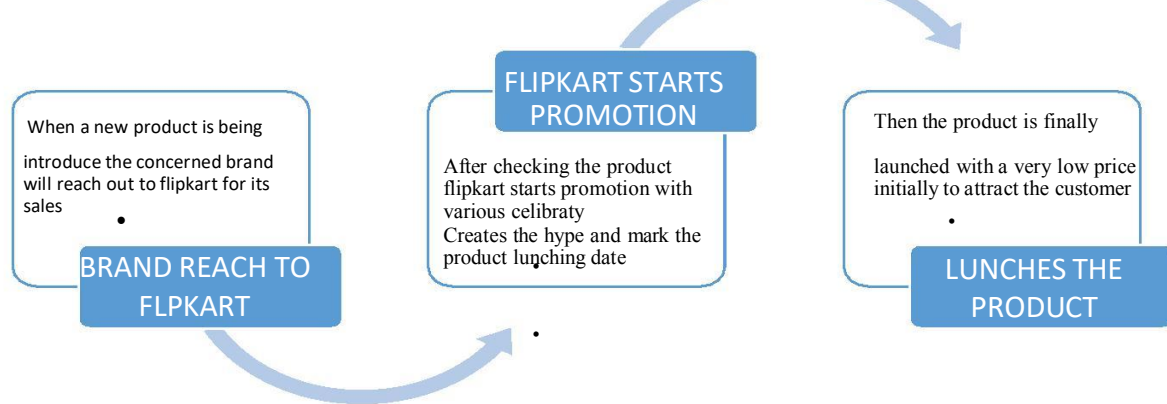 When a new product is being
introduce the concerned brand
will reach out to flipkart for its
sales
•
BRAND REACH TO
FLPKART
FLIPKART STARTS
PROMOTION
After checking the product
flipkart starts promotion with
various celibraty
Creates the hype and mark the
product lunching date
•
•
Then the product is finally
launched with a very low price
initially to attract the customer
•
LUNCHES THE
PRODUCT